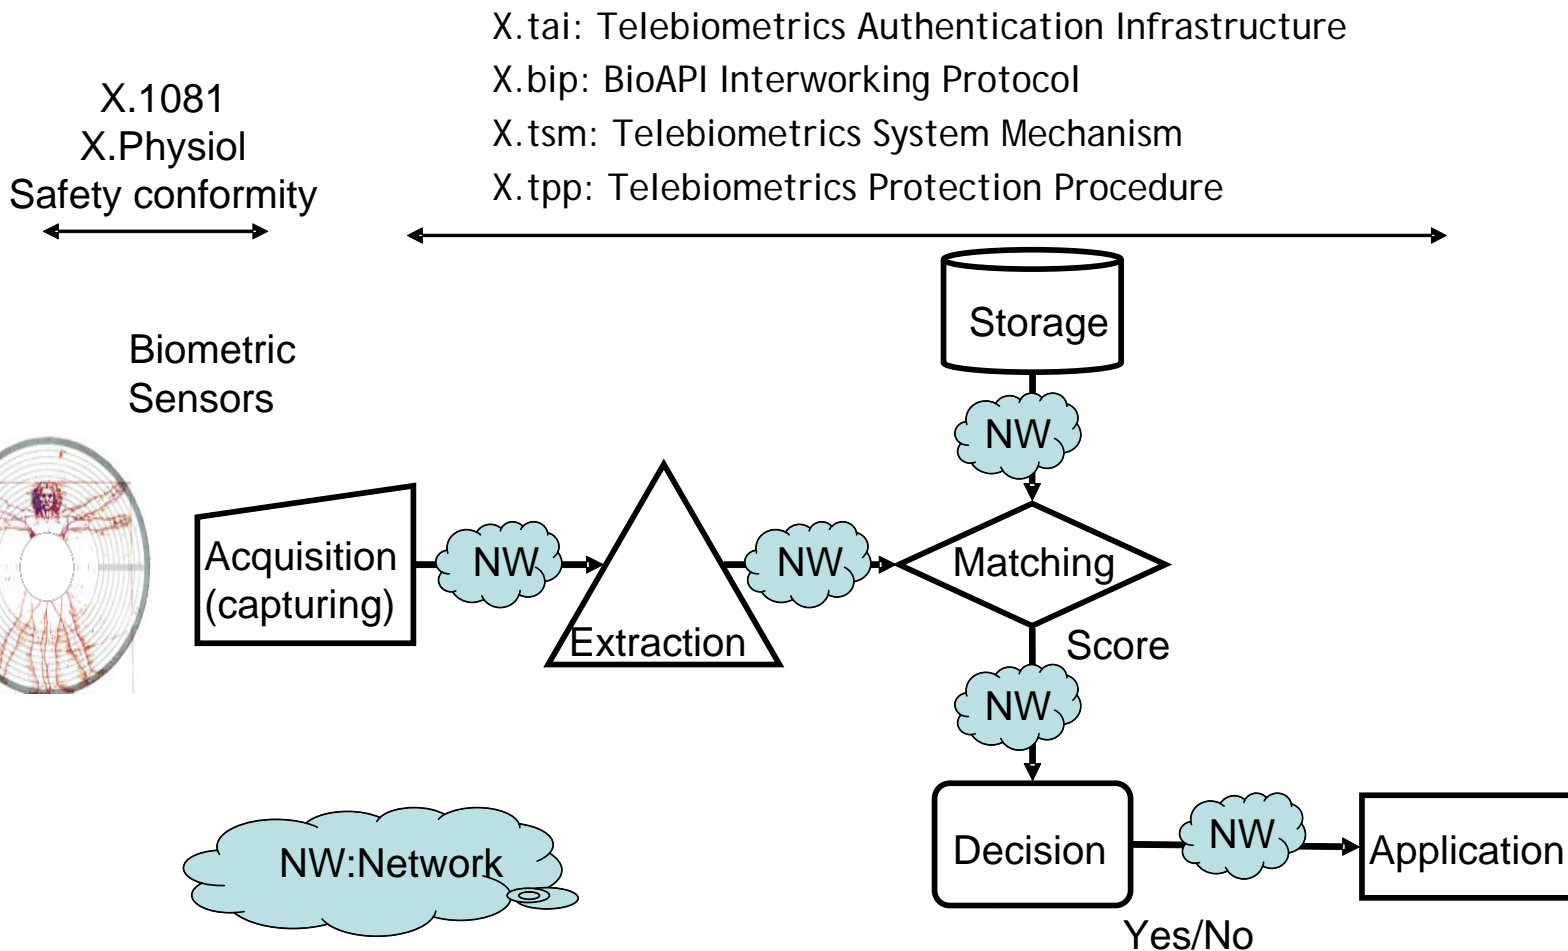 X.tai: Telebiometrics Authentication Infrastructure
X.bip: BioAPI Interworking Protocol
X.tsm: Telebiometrics System Mechanism
X.tpp: Telebiometrics Protection Procedure
X.1081
X.Physiol
Safety conformity
Storage
Biometric
Sensors
NW
Acquisition
(capturing)
NW
Extraction
NW
Matching
Score
NW
Decision
NW
Application
Yes/No
NW:Network